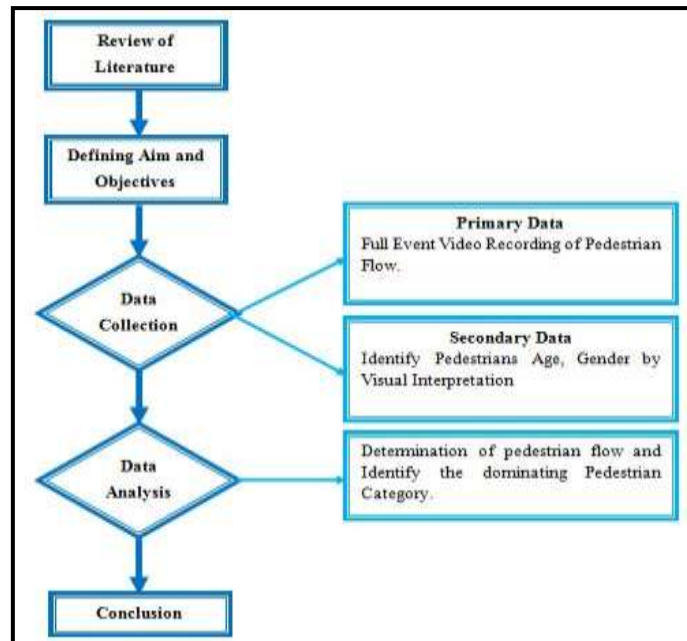 Review of
Literature
Defining Aim and
Objectives
Primary Data
Full Event Video Recording of Pedestrian
Flow.
Data
Collection
Secondary Data
Identify Pedestrians Age, Gender by
Visual Interpretation
Data
Analysis
Determination of pedestrian flow and
Identify the dominating Pedestrian
Category.
Conclusion